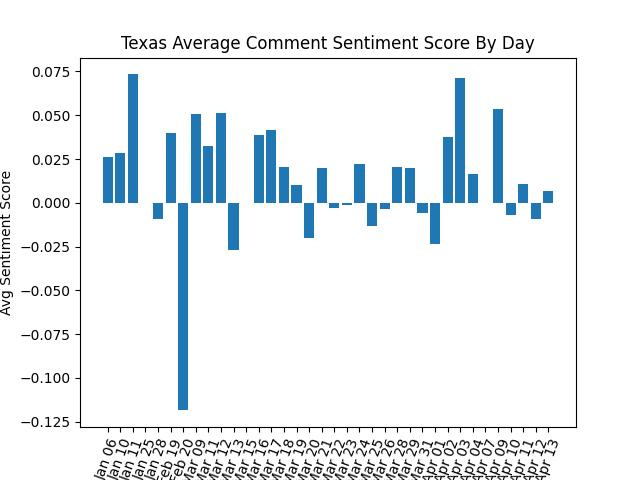 Texas Average Comment Sentiment Score By Day
Avg Sentiment Score
0.075
0.050
0.025
0.000
−0.025
−0.050
−0.075
−0.100
−0.125
Jan 06
Jan 10
Jan 11
Jan 25
Jan 28
Feb 19
Feb 20
Mar 09
Mar 11
Mar 12
Mar 13
Mar 15
Mar 16
Mar 17
Mar 18
Mar 19
Mar 20
Mar 21
Mar 22
Mar 23
Mar 24
Mar 25
Mar 26
Mar 28
Mar 29
Mar 31
Apr 01
Apr 02
Apr 03
Apr 04
Apr 07
Apr 09
Apr 10
Apr 11
Apr 12
Apr 13